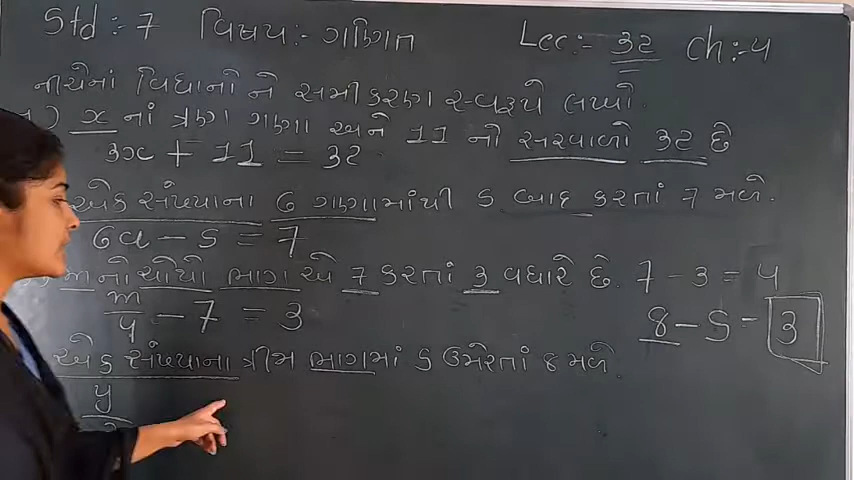 Std :- 7 વિષય :- ગણિત Lec :- 32 ch :- 4
નીચેનાં વિધાનો ને સમીકરણ સ્વરૂપે લખો.
x નાં ત્રણ ગણા અને 11 નો સરવાળો 32 છે
3x + 11 = 32
એક સંખ્યાના 6 ગણામાંથી 5 બાદ કરતાં 7 મળે.
6a - 5 = 7
m નો ચોથો ભાગ એ 7 કરતાં 3 વધારે છે. 7 - 3 = 4
m/4 - 7 = 3
8 - 5 = 3
એક સંખ્યાના ત્રીજા ભાગમાં 5 ઉમેરતાં 8 મળે.
y